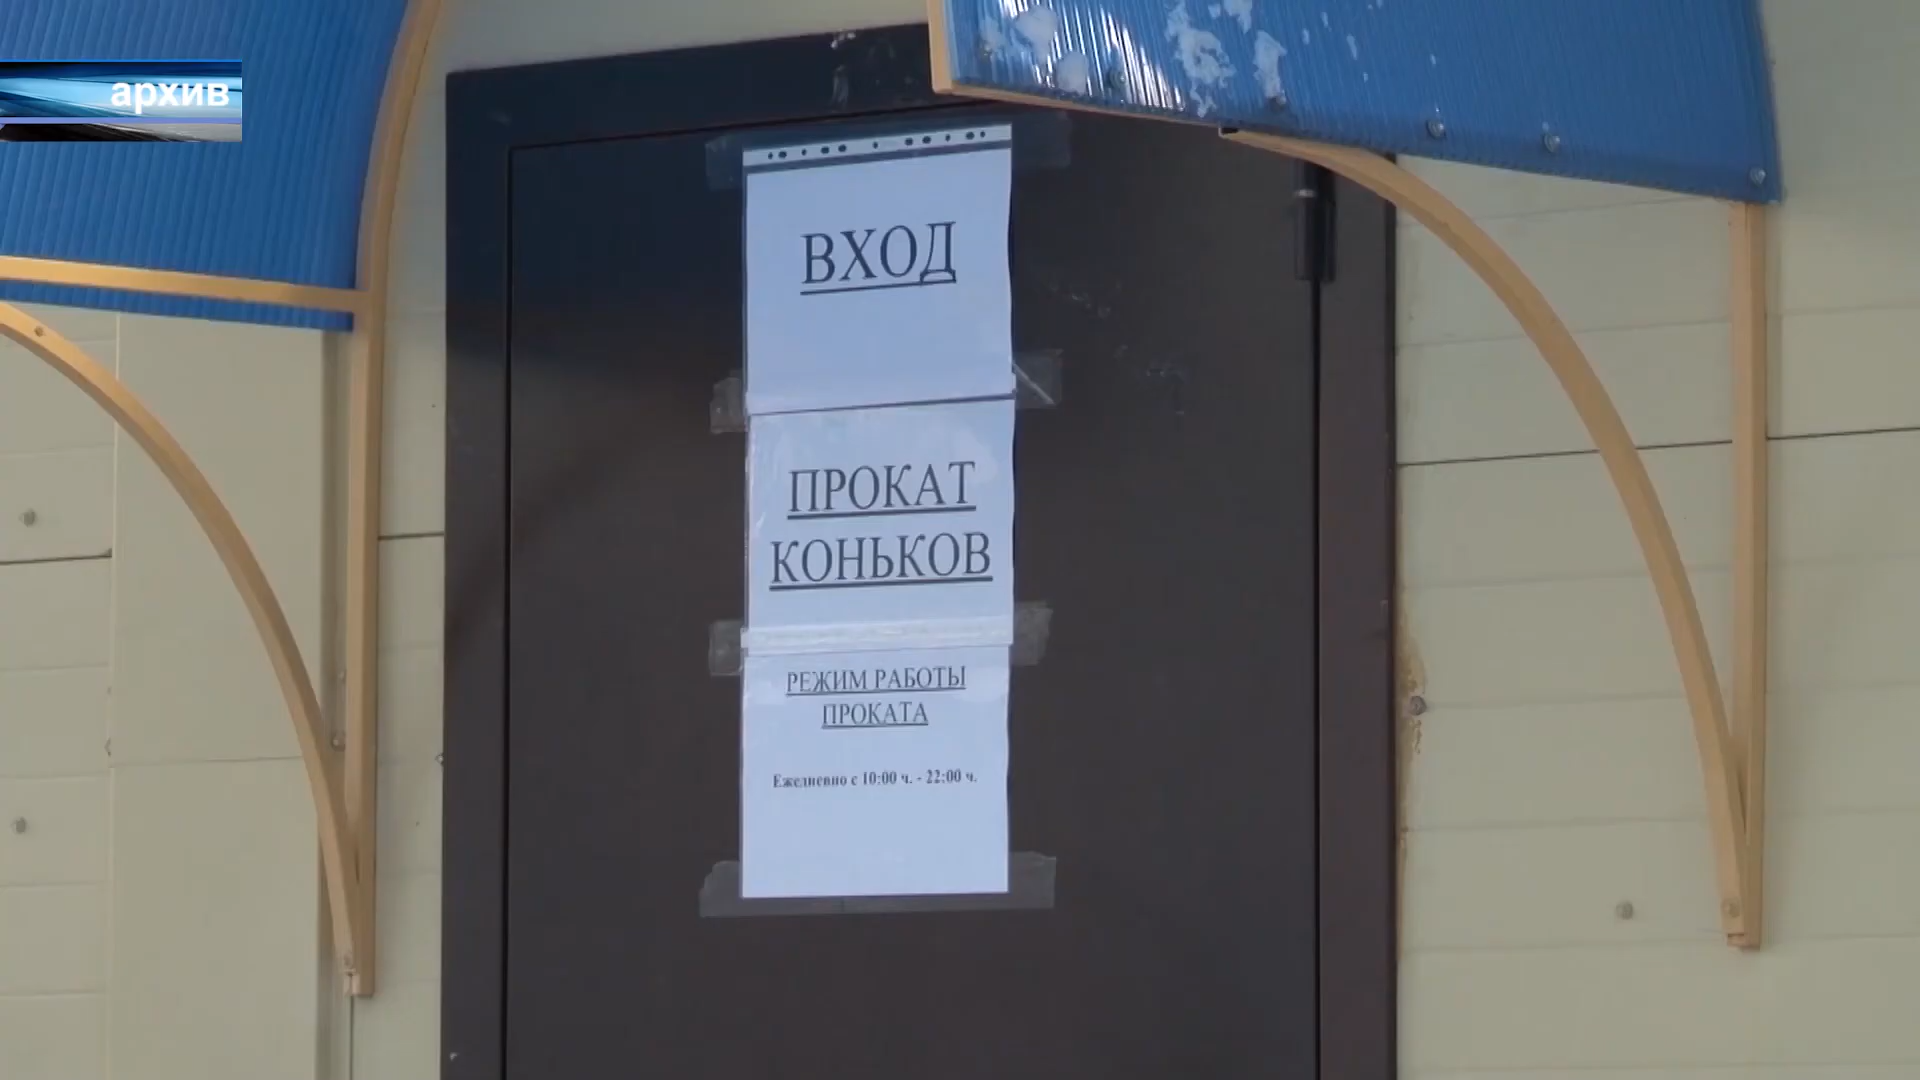 архив
ВХОД
ПРОКАТ
КОНЬКОВ
РЕЖИМ РАБОТЫ
ПРОКАТА
Ежедневно с 10:00 ч. - 22:00 ч.